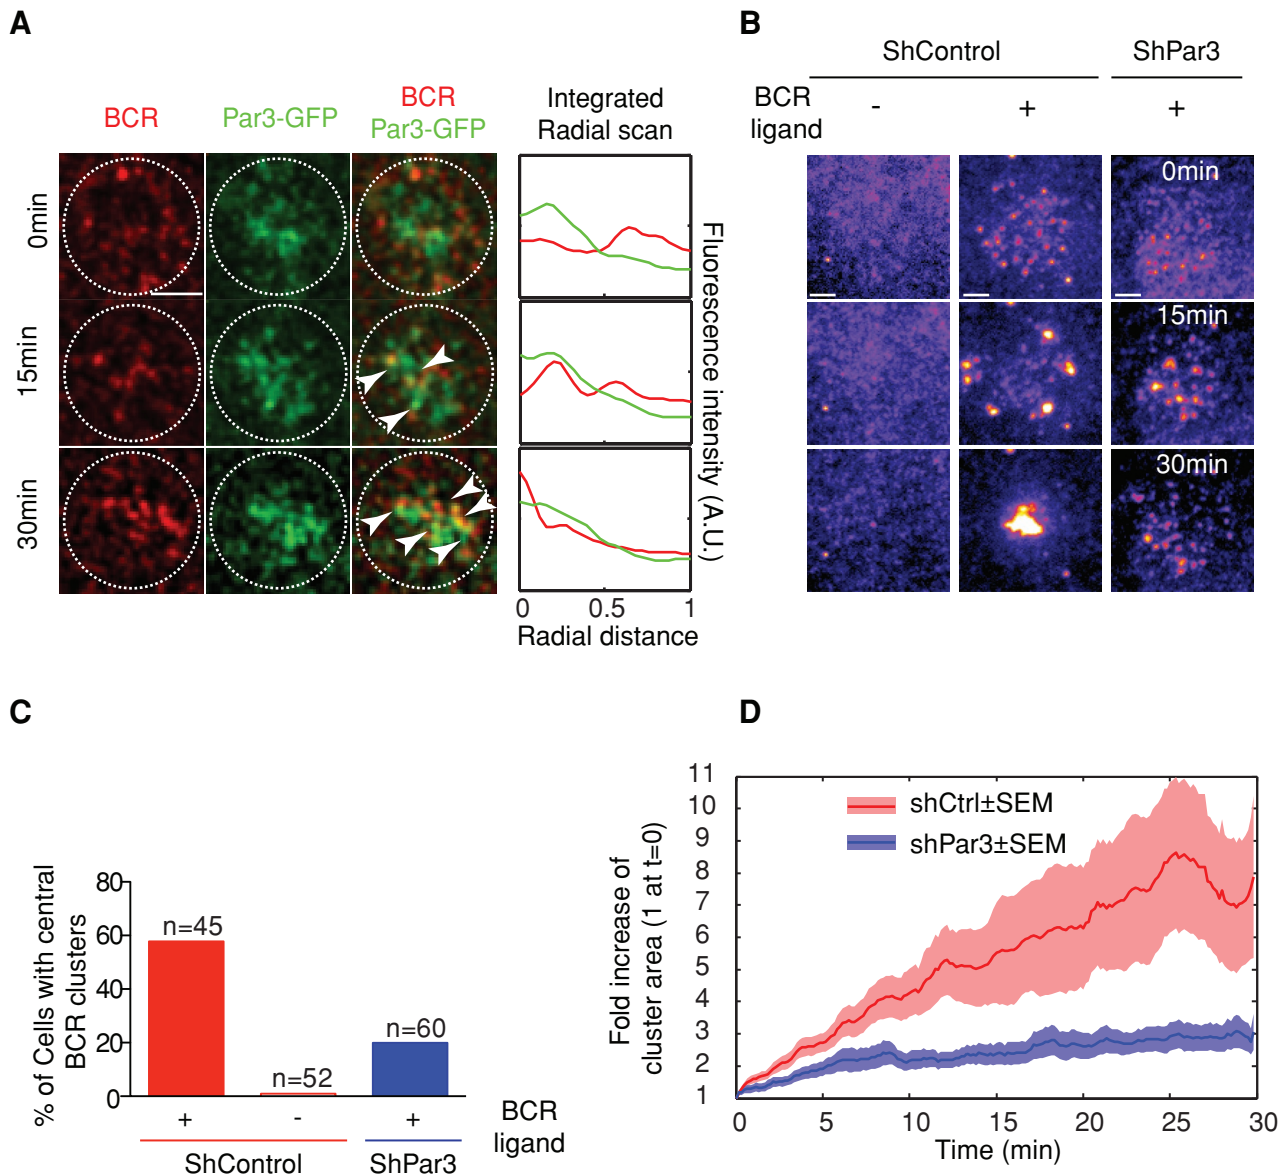 A
BCR
Par3-GFP
BCR
Par3-GFP
Integrated
Radial scan
0min
15min
30min
Fluorescence intensity (A.U.)
0 0.5 1
Radial distance
B
ShControl ShPar3
BCR
ligand
- + +
0min
15min
30min
C
% of Cells with central
BCR clusters
80
60
40
20
0
n=45
n=52
n=60
+ - +
BCR
ligand
ShControl ShPar3
D
Fold increase of
cluster area (1 at t=0)
11
10
9
8
7
6
5
4
3
2
1
shCtrl±SEM
shPar3±SEM
0 5 10 15 20 25 30
Time (min)